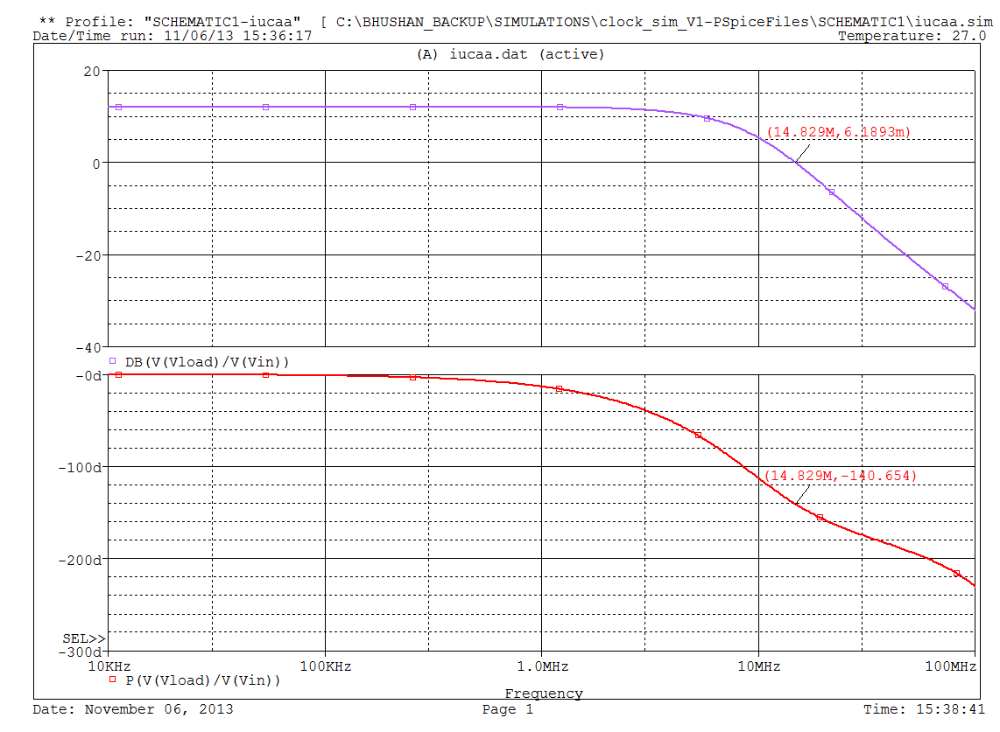 ** Profile: "SCHEMATIC1-iucaa"  [ C:\BHUSHAN_BACKUP\SIMULATIONS\clock_sim_V1-PSpiceFiles\SCHEMATIC1\iucaa.sim
Date/Time run: 11/06/13 15:36:17
Temperature: 27.0
(A) iucaa.dat (active)
20
(14.829M,6.1893m)
0
-20
-40
DB(V(Vload)/V(Vin))
-0d
-100d
(14.829M,-140.654)
-200d
SEL>>
-300d
10KHz 100KHz 1.0MHz 10MHz 100MHz
P(V(Vload)/V(Vin))
Frequency
Date: November 06, 2013 Page 1 Time: 15:38:41